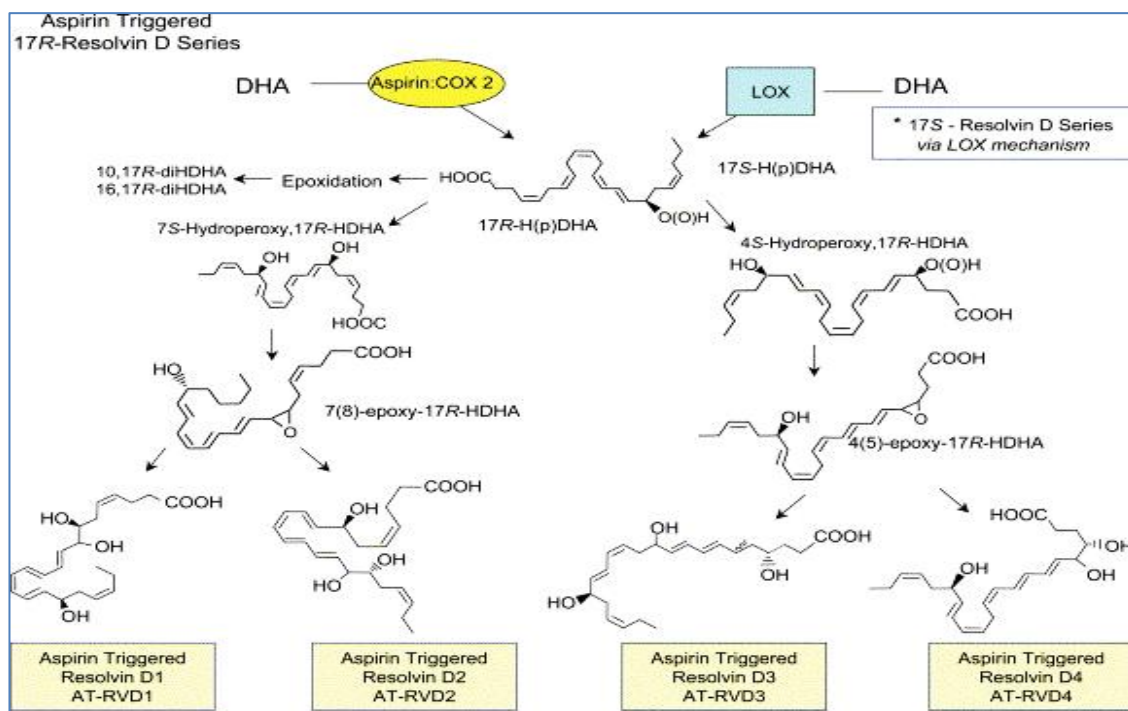 Aspirin Triggered
17R-Resolvin D Series
DHA
Aspirin:COX 2
LOX
DHA
* 17S - Resolvin D Series
via LOX mechanism
10,17R-diHDHA
16,17R-diHDHA
Epoxidation
HOOC
O(O)H
17R-H(p)DHA
17S-H(p)DHA
7S-Hydroperoxy,17R-HDHA
OH
OH
HOOC
4S-Hydroperoxy,17R-HDHA
HO
O(O)H
COOH
COOH
HO
O
7(8)-epoxy-17R-HDHA
COOH
OH
O
4(5)-epoxy-17R-HDHA
COOH
HO
OH
OH
COOH
OH
HO
OH
OH
COOH
OH
HO
HOOC
OH
OH
OH
Aspirin Triggered
Resolvin D1
AT-RVD1
Aspirin Triggered
Resolvin D2
AT-RVD2
Aspirin Triggered
Resolvin D3
AT-RVD3
Aspirin Triggered
Resolvin D4
AT-RVD4